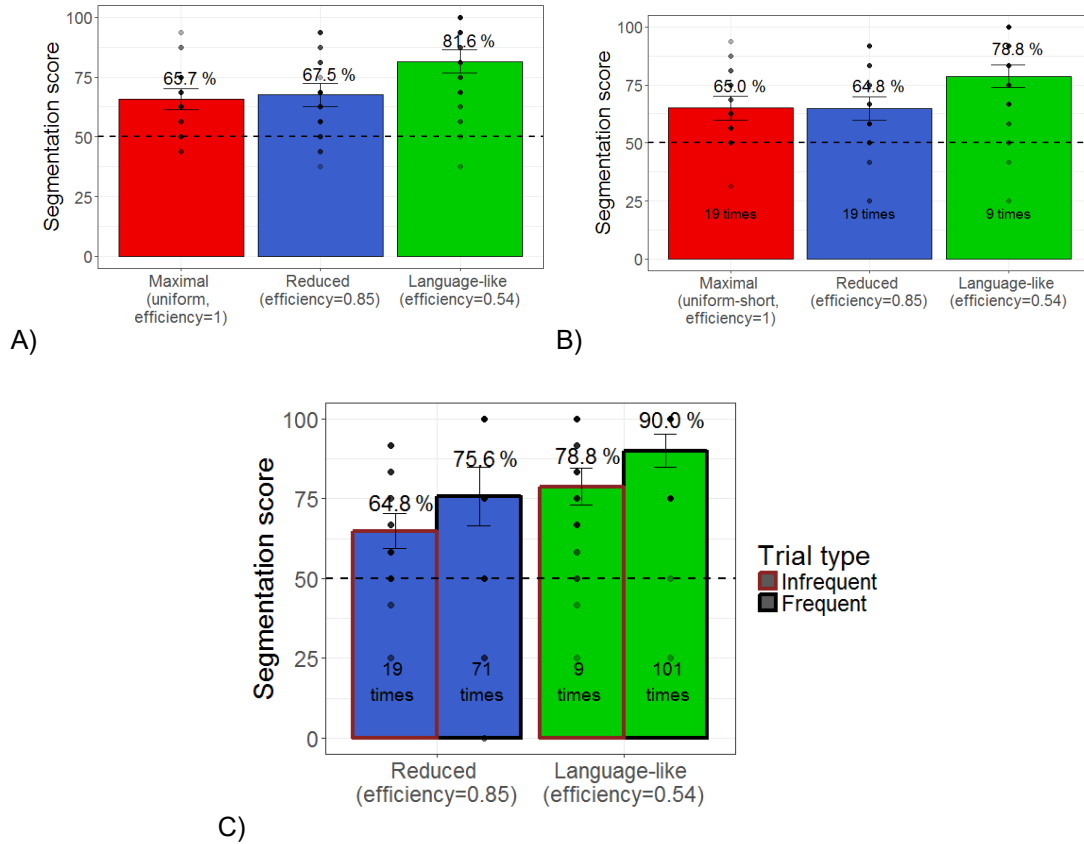 Segmentation score
100
75
50
25
0
65.7 %
67.5 %
81.6 %
Maximal
(uniform,
efficiency=1)
Reduced
(efficiency=0.85)
Language-like
(efficiency=0.54)
A)
Segmentation score
100
75
50
25
0
65.0 %
64.8 %
78.8 %
19 times
19 times
9 times
Maximal
(uniform-short,
efficiency=1)
Reduced
(efficiency=0.85)
Language-like
(efficiency=0.54)
B)
Segmentation score
100
75
50
25
0
64.8 %
75.6 %
78.8 %
90.0 %
19
times
71
times
9
times
101
times
Reduced
(efficiency=0.85)
Language-like
(efficiency=0.54)
Trial type
Infrequent
Frequent
C)